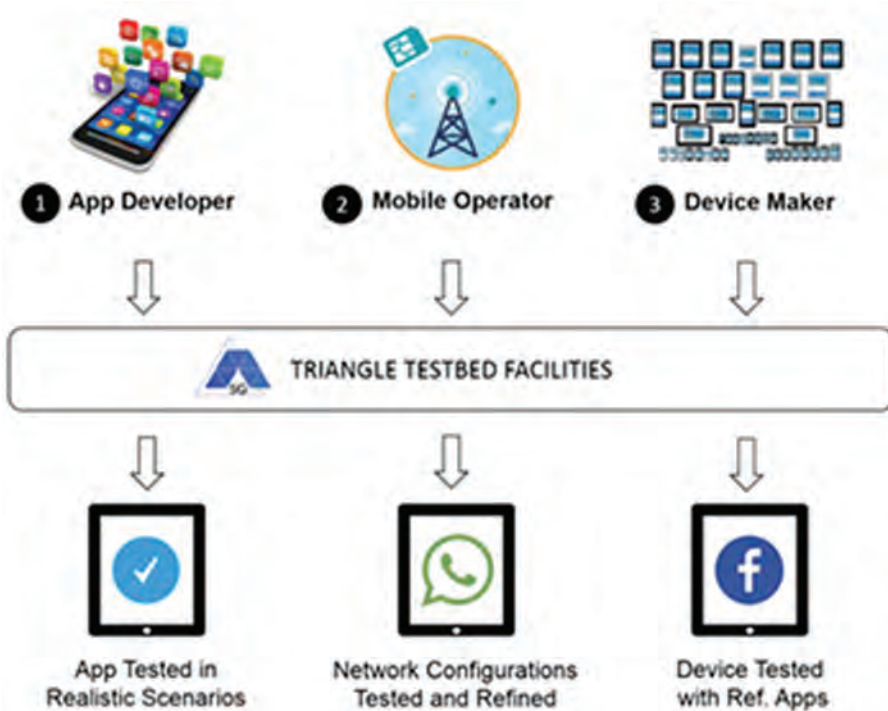 1 App Developer
2 Mobile Operator
3 Device Maker
TRIANGLE TESTBED FACILITIES
5G
App Tested in
Realistic Scenarios
Network Configurations
Tested and Refined
Device Tested
with Ref. Apps